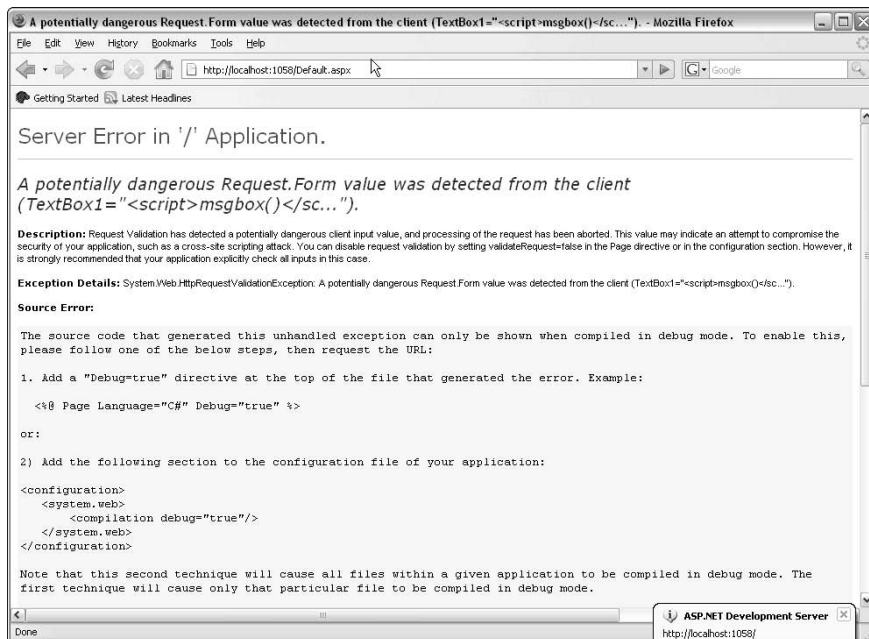 A potentially dangerous Request.Form value was detected from the client (TextBox1="<script>msgbox()</sc..."). - Mozilla Firefox
File Edit View History Bookmarks Tools Help
http://localhost:1058/Default.aspx
G Google
Getting Started Latest Headlines
Server Error in '/' Application.
A potentially dangerous Request.Form value was detected from the client
(TextBox1="<script>msgbox()</sc...").
Description: Request Validation has detected a potentially dangerous client input value, and processing of the request has been aborted. This value may indicate an attempt to compromise the
security of your application, such as a cross-site scripting attack. You can disable request validation by setting validateRequest=false in the Page directive or in the configuration section. However, it
is strongly recommended that your application explicitly check all inputs in this case.
Exception Details: System.Web.HttpRequestValidationException: A potentially dangerous Request.Form value was detected from the client (TextBox1="<script>msgbox()</sc...").
Source Error:
The source code that generated this unhandled exception can only be shown when compiled in debug mode. To enable this,
please follow one of the below steps, then request the URL:
1. Add a "Debug=true" directive at the top of the file that generated the error. Example:
<%@ Page Language="C#" Debug="true" %>
or:
2) Add the following section to the configuration file of your application:
<configuration>
<system.web>
<compilation debug="true"/>
</system.web>
</configuration>
Note that this second technique will cause all files within a given application to be compiled in debug mode. The
first technique will cause only that particular file to be compiled in debug mode.
Done
ASP.NET Development Server
http://localhost:1058/